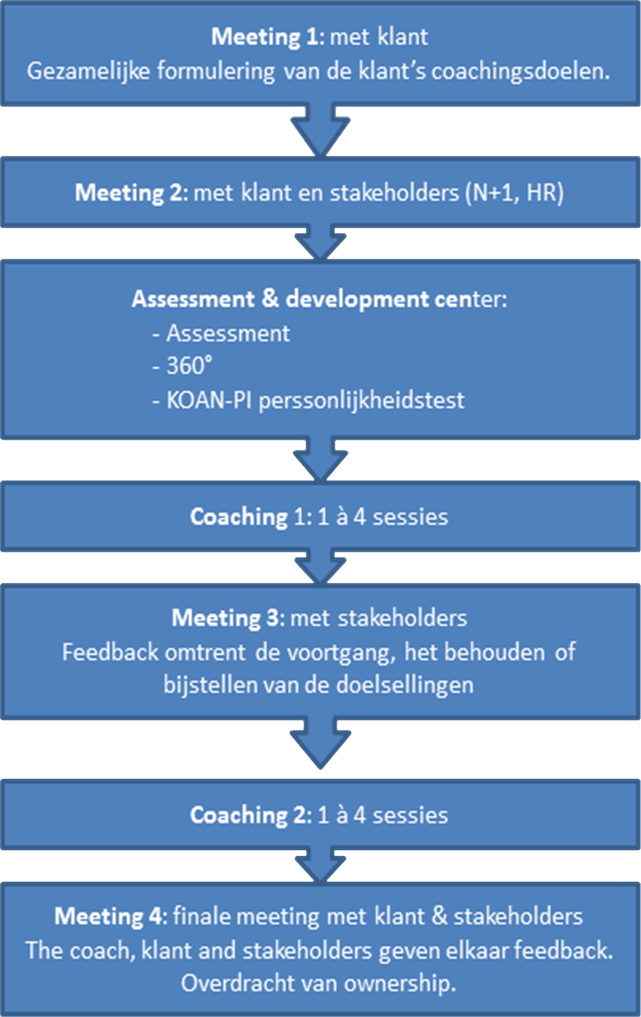 Meeting 1: met klant
Gezamelijke formulering van de klant’s coachingsdoelen.
Meeting 2: met klant en stakeholders (N+1, HR)
Assessment & development center:
- Assessment
- 360°
- KOAN-PI perssonlijkheidstest
Coaching 1: 1 à 4 sessies
Meeting 3: met stakeholders
Feedback omtrent de voortgang, het behouden of
bijstellen van de doelsellingen
Coaching 2: 1 à 4 sessies
Meeting 4: finale meeting met klant & stakeholders
The coach, klant and stakeholders geven elkaar feedback.
Overdracht van ownership.